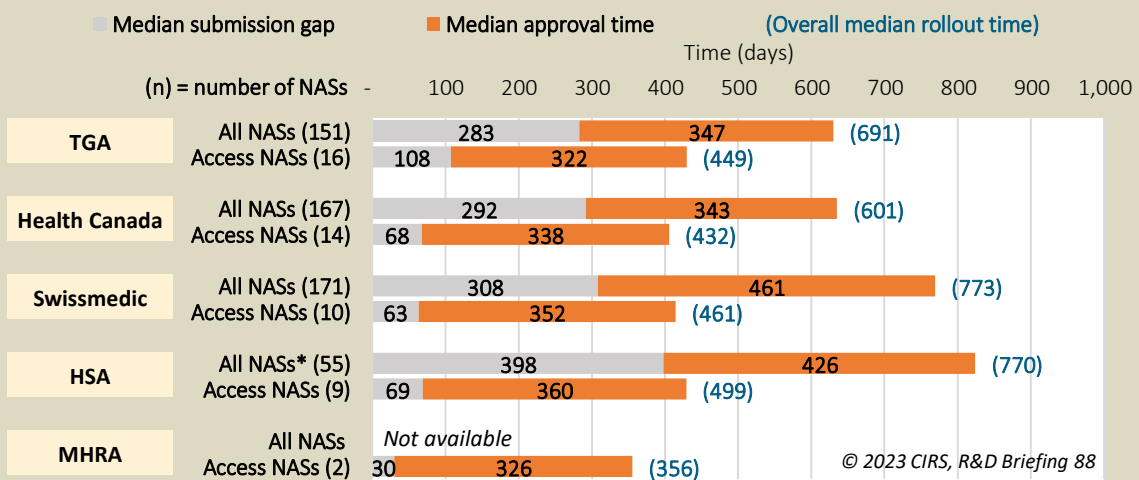 Median submission gap Median approval time (Overall median rollout time)
Time (days)
(n) = number of NASs - 100 200 300 400 500 600 700 800 900 1,000
TGA
All NASs (151) 283 347 (691)
Access NASs (16) 108 322 (449)
Health Canada
All NASs (167) 292 343 (601)
Access NASs (14) 68 338 (432)
Swissmedic
All NASs (171) 308 461 (773)
Access NASs (10) 63 352 (461)
HSA
All NASs* (55) 398 426 (770)
Access NASs (9) 69 360 (499)
MHRA
All NASs Not available
Access NASs (2) 30 326 (356)
© 2023 CIRS, R&D Briefing 88